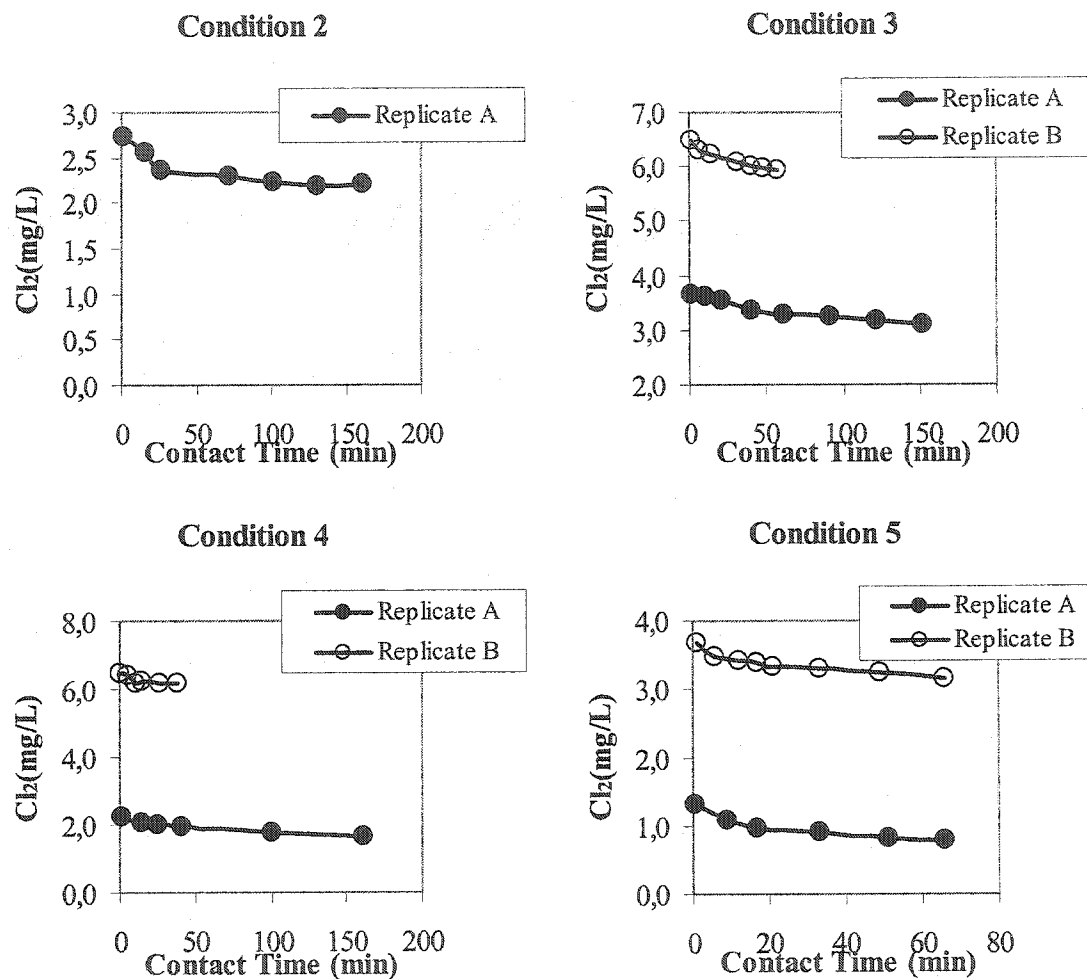 Condition 2
Replicate A
3,0
2,5
2,0
1,5
1,0
0,5
0,0
Cl₂(mg/L)
0 50 100 150 200
Contact Time (min)
Condition 3
Replicate A
Replicate B
7,0
6,0
5,0
4,0
3,0
2,0
Cl₂(mg/L)
0 50 100 150 200
Contact Time (min)
Condition 4
Replicate A
Replicate B
8,0
6,0
4,0
2,0
0,0
Cl₂(mg/L)
0 50 100 150 200
Contact Time (min)
Condition 5
Replicate A
Replicate B
4,0
3,0
2,0
1,0
0,0
Cl₂(mg/L)
0 20 40 60 80
Contact Time (min)